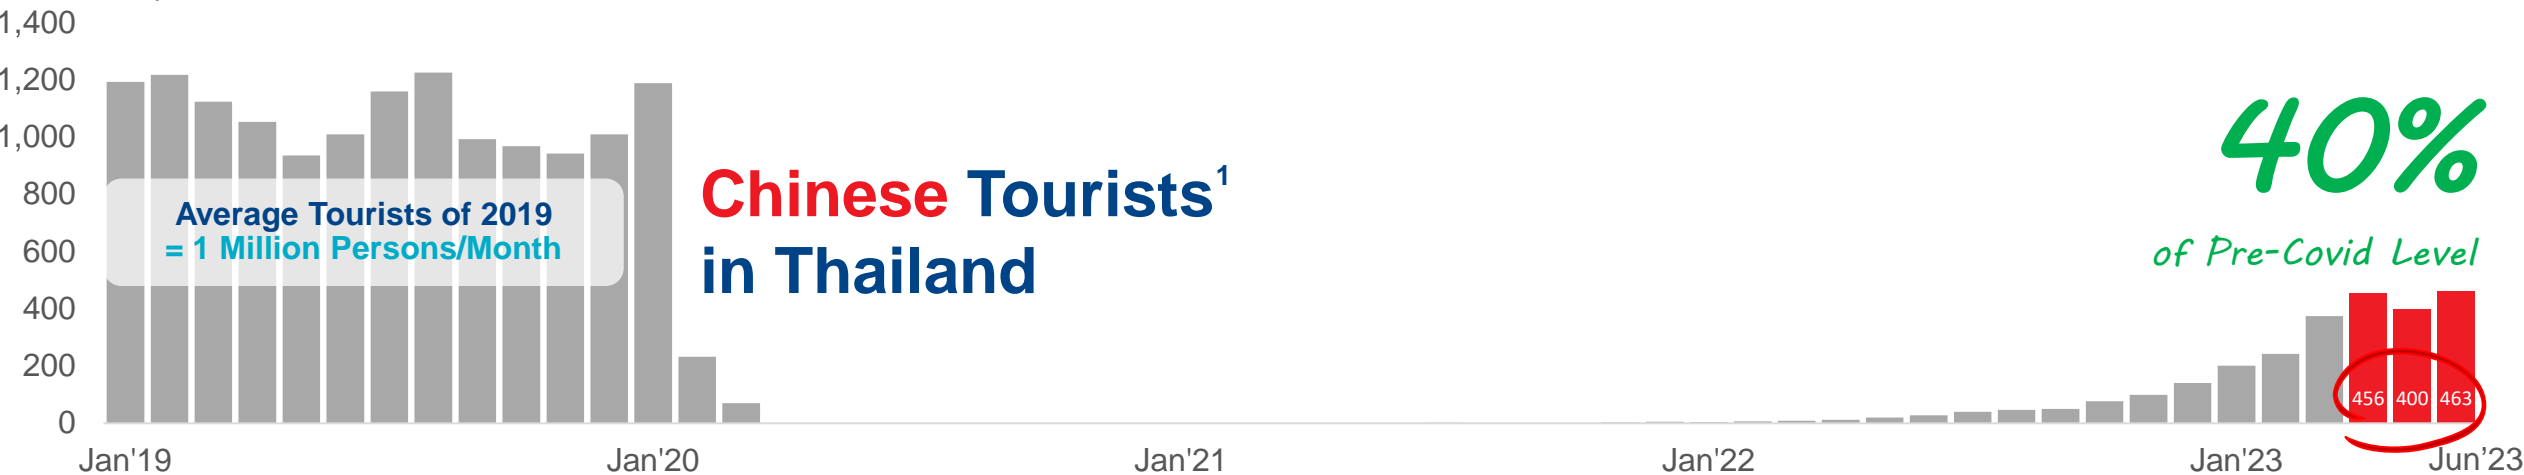 1,400
1,200
1,000
800
600
400
200
0
Average Tourists of 2019
= 1 Million Persons/Month
Chinese Tourists1
in Thailand
40%
of Pre-Covid Level
456 400 463
Jan'19 Jan'20 Jan'21 Jan'22 Jan'23 Jun’23